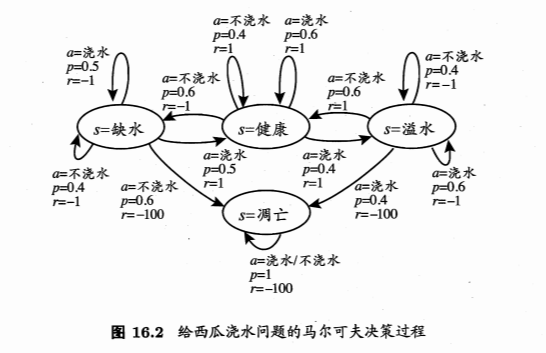 a=不浇水
p=0.4
r=1
a=浇水
p=0.6
r=1
a=浇水
p=0.5
r=-1
a=不浇水
p=0.4
r=-1
a=不浇水
p=0.6
r=-1
a=不浇水
p=0.6
r=1
s=缺水
s=健康
s=溢水
a=不浇水
p=0.4
r=-1
a=不浇水
p=0.6
r=-100
a=浇水
p=0.5
r=1
a=浇水
p=0.4
r=1
a=浇水
p=0.4
r=-100
a=浇水
p=0.6
r=-1
s=凋亡
a=浇水/不浇水
p=1
r=-100
图 16.2 给西瓜浇水问题的马尔可夫决策过程